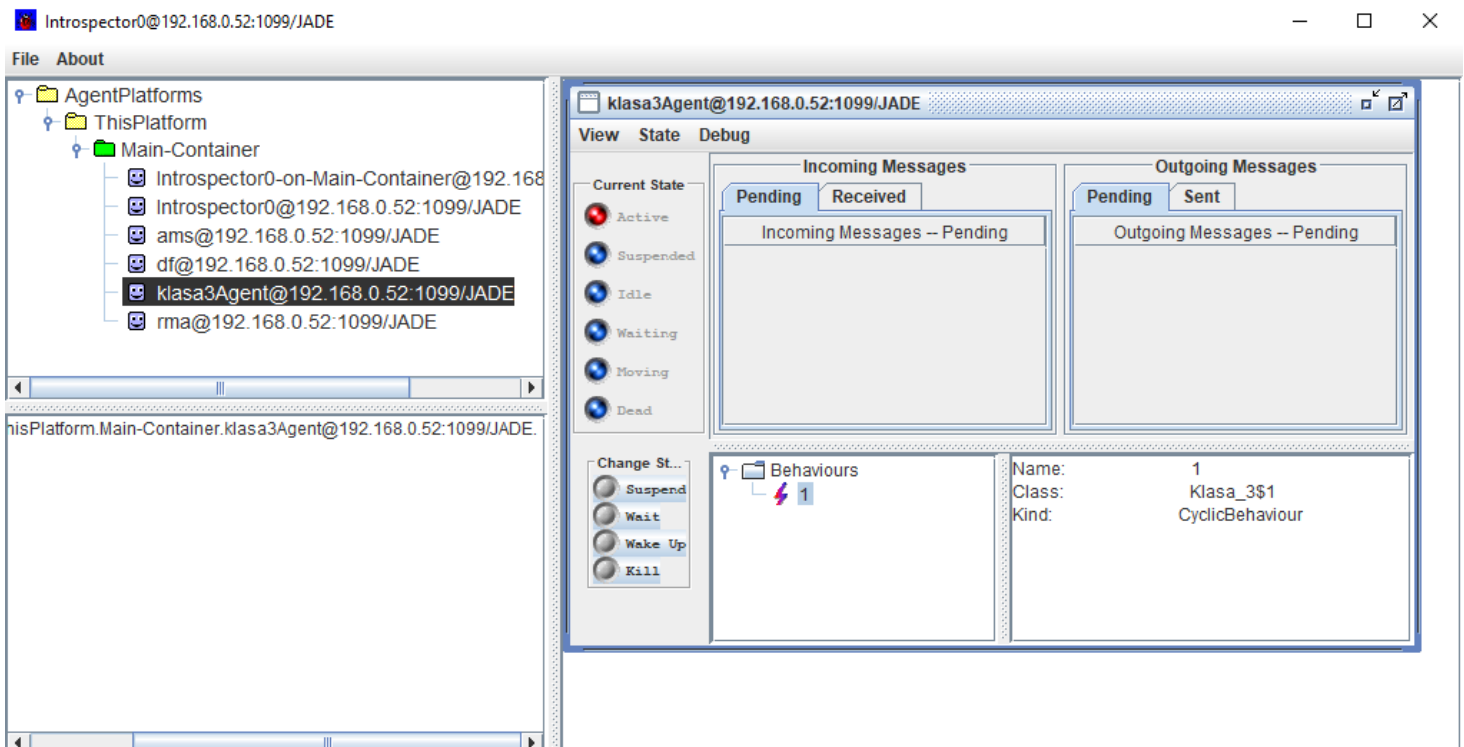 Introspector0@192.168.0.52:1099/JADE
File About
AgentPlatforms
ThisPlatform
Main-Container
Introspector0-on-Main-Container@192.168
Introspector0@192.168.0.52:1099/JADE
ams@192.168.0.52:1099/JADE
df@192.168.0.52:1099/JADE
klasa3Agent@192.168.0.52:1099/JADE
rma@192.168.0.52:1099/JADE
hisPlatform.Main-Container.klasa3Agent@192.168.0.52:1099/JADE.
klasa3Agent@192.168.0.52:1099/JADE
View State Debug
Current State
Active
Suspended
Idle
Waiting
Moving
Dead
Change St...
Suspend
Wait
Wake Up
Kill
Incoming Messages
Pending Received
Incoming Messages -- Pending
Outgoing Messages
Pending Sent
Outgoing Messages -- Pending
Behaviours
1
Name: 1
Class: Klasa_3$1
Kind: CyclicBehaviour